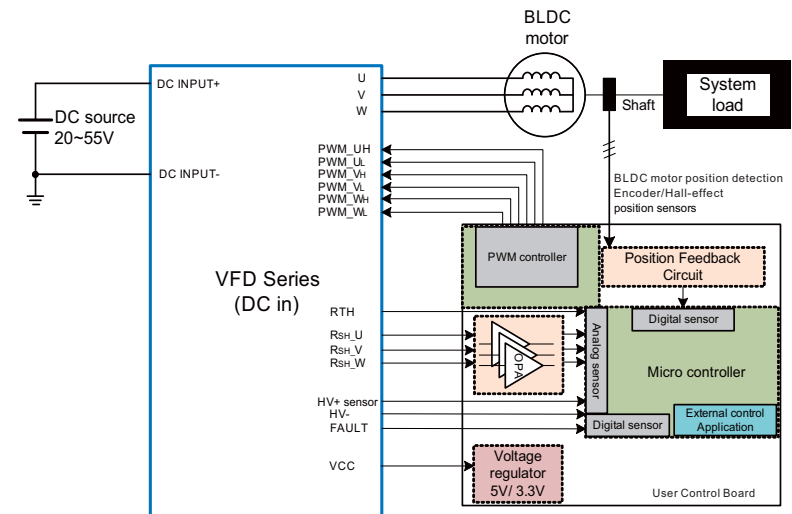 BLDC
motor
DC INPUT+
U
V
W
DC source
20~55V
Shaft
System
load
DC INPUT-
PWM_UH
PWM_UL
PWM_VH
PWM_VL
PWM_WH
PWM_WL
BLDC motor position detection
Encoder/Hall-effect
position sensors
VFD Series
(DC in)
PWM controller
Position Feedback
Circuit
RTH
RSH_U
RSH_V
RSH_W
OPA
Analog sensor
Digital sensor
Micro controller
HV+ sensor
HV-
FAULT
Digital sensor
External control
Application
VCC
Voltage
regulator
5V/ 3.3V
User Control Board